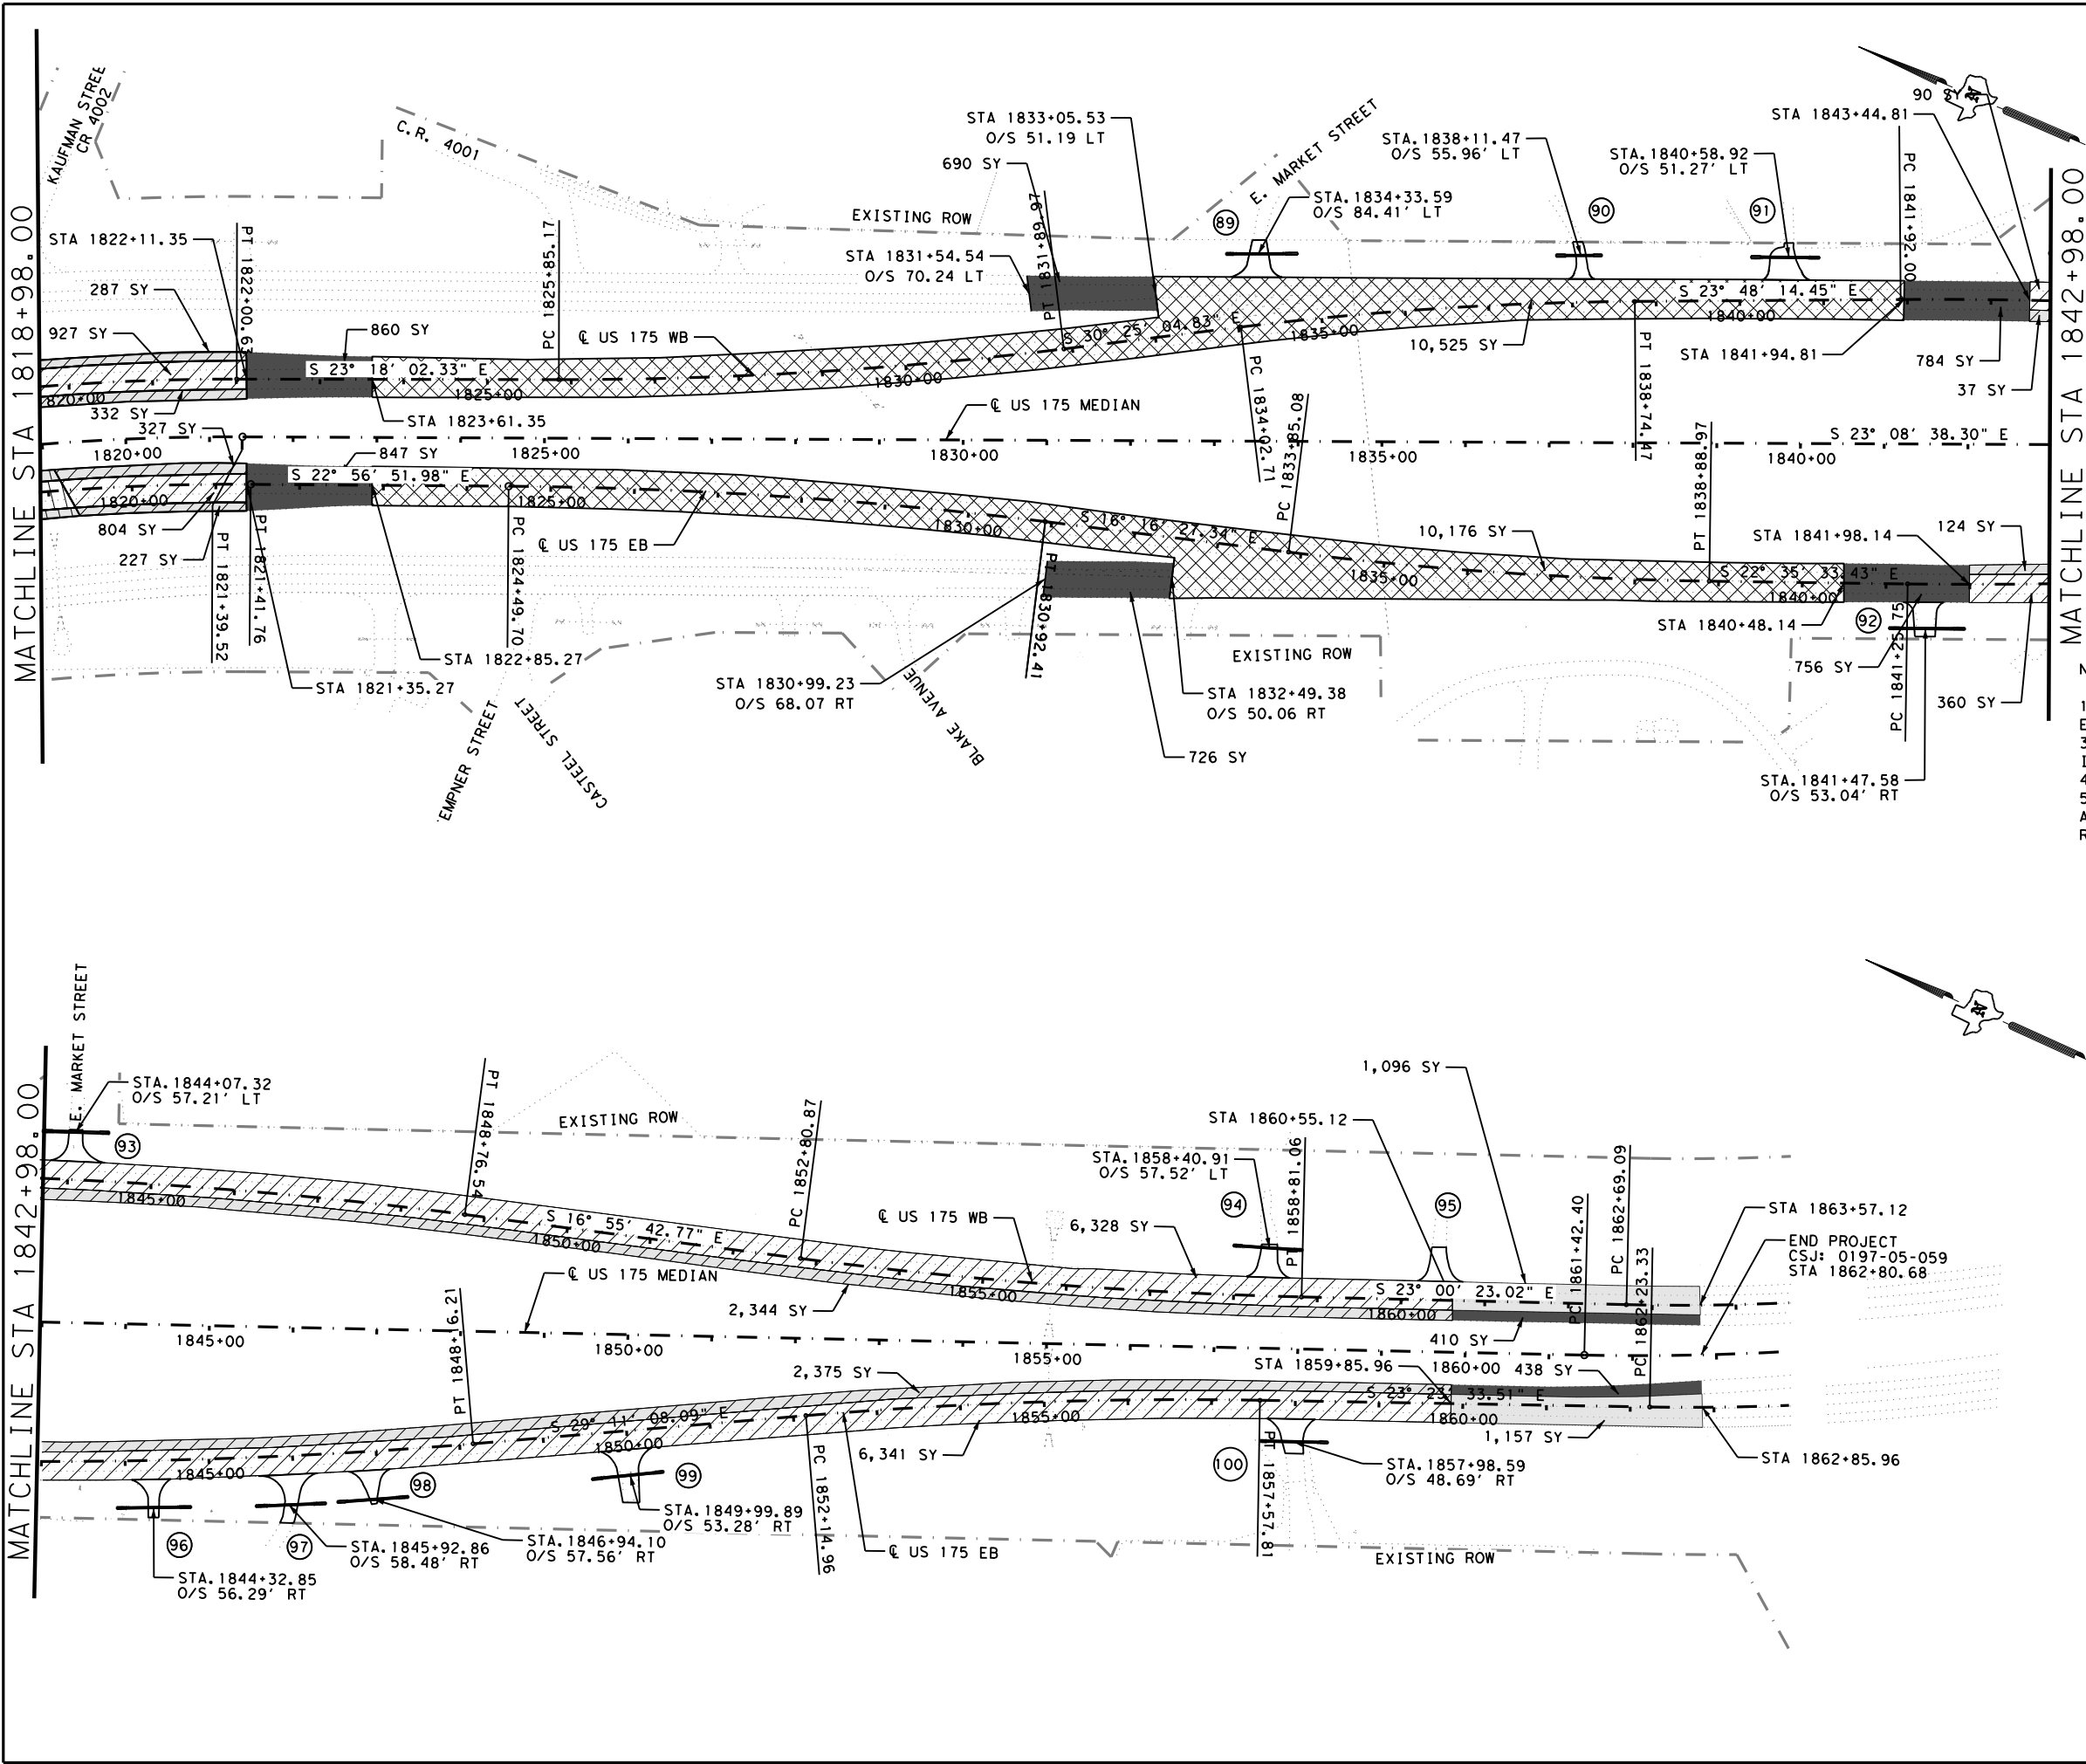 MATCHLINE STA 1818+98.00
KAUFMAN STREE
CR 4002
C.R. 4001
STA 1822+11.35
PT 1822+00.63
287 SY
927 SY
860 SY
332 SY
327 SY
820+00
S 23° 18' 02.33" E
1825+00
STA 1823+61.35
PC 1825+85.17
℄ US 175 WB
EXISTING ROW
STA 1833+05.53
O/S 51.19 LT
690 SY
STA 1831+54.54
O/S 70.24 LT
PT 1831+89.97
1830+00
S 30° 25' 04.83" E
1835+00
E. MARKET STREET
89
STA.1834+33.59
O/S 84.41' LT
STA.1838+11.47
O/S 55.96' LT
90
STA.1840+58.92
O/S 51.27' LT
91
STA 1843+44.81
90 SY
N
PC 1841+92.00
S 23° 48' 14.45" E
1840+00
10,525 SY
STA 1841+94.81
784 SY
37 SY
PC 1834+02.71
PT 1838+74.47
℄ US 175 MEDIAN
1820+00
1825+00
1830+00
1835+00
1840+00
S 23° 08' 38.30" E
MATCHLINE STA 1842+98.00
847 SY
S 22° 56' 51.98" E
1820+00
1825+00
804 SY
227 SY
PT 1821+39.52
PT 1821+41.76
PC 1824+49.70
℄ US 175 EB
STA 1822+85.27
STA 1821+35.27
TEMPNER STREET
CASTEEL STREET
1830+00
S 16° 16' 27.34" E
PC 1833+85.08
1835+00
10,176 SY
PT 1838+88.97
STA 1841+98.14
124 SY
S 22° 35' 33.43" E
1840+00
STA 1840+48.14
92
756 SY
PC 1841+25.75
360 SY
STA.1841+47.58
O/S 53.04' RT
STA 1830+99.23
O/S 68.07 RT
PT 1830+92.41
BLAKE AVENUE
STA 1832+49.38
O/S 50.06 RT
726 SY
EXISTING ROW
N
1
E
3
I
4
5
A
R
MATCHLINE STA 1842+98.00
E. MARKET STREET
STA.1844+07.32
O/S 57.21' LT
93
1845+00
PT 1848+76.54
EXISTING ROW
S 16° 55' 42.77" E
1850+00
PC 1852+80.87
℄ US 175 WB
6,328 SY
1855+00
STA.1858+40.91
O/S 57.52' LT
94
PT 1858+81.06
STA 1860+55.12
1,096 SY
95
S 23° 00' 23.02" E
1860+00
PC 1861+42.40
PC 1862+69.09
STA 1863+57.12
END PROJECT
CSJ: 0197-05-059
STA 1862+80.68
N
℄ US 175 MEDIAN
2,344 SY
410 SY
1845+00
1850+00
1855+00
1860+00
438 SY
PC 1862+23.33
PT 1848+16.21
2,375 SY
STA 1859+85.96
S 29° 11' 08.09" E
1845+00
1850+00
1855+00
S 23° 23' 33.51" E
1860+00
6,341 SY
1,157 SY
STA 1862+85.96
PC 1852+14.96
℄ US 175 EB
PT 1857+57.81
96
STA.1844+32.85
O/S 56.29' RT
97
STA.1845+92.86
O/S 58.48' RT
98
STA.1846+94.10
O/S 57.56' RT
99
STA.1849+99.89
O/S 53.28' RT
100
STA.1857+98.59
O/S 48.69' RT
EXISTING ROW